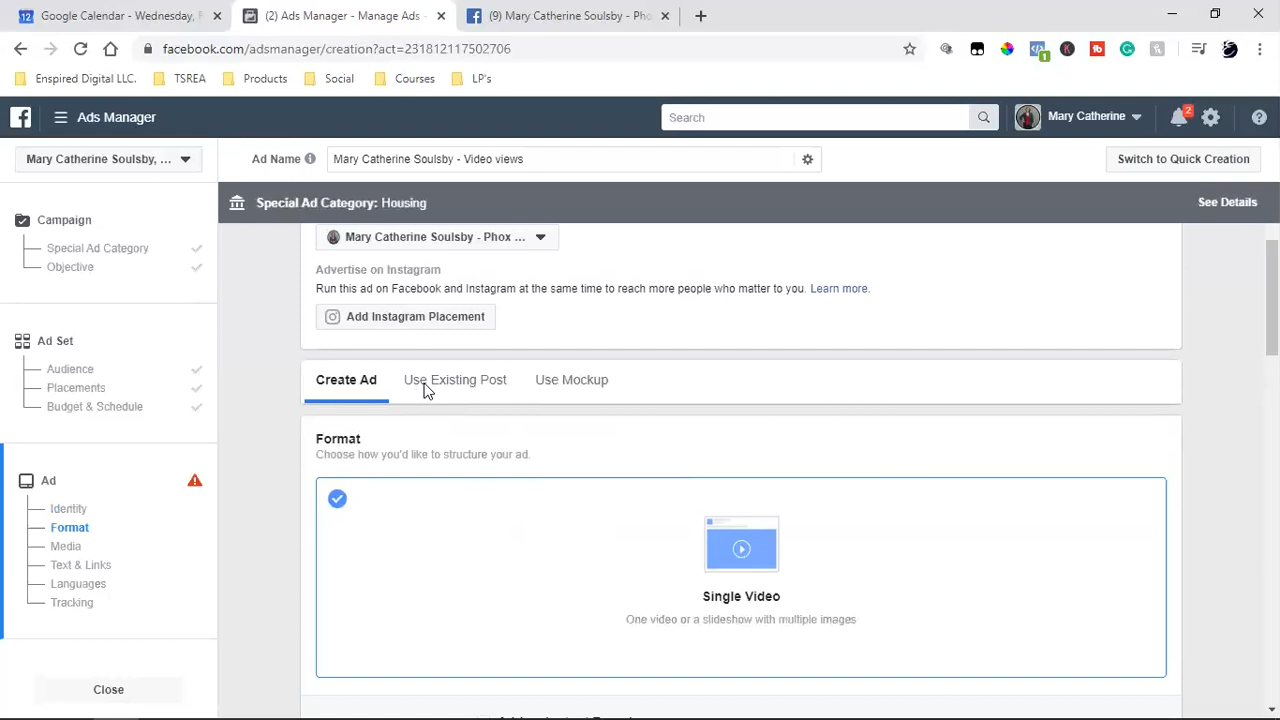 Google Calendar - Wednesday, F
(2) Ads Manager - Manage Ads -
(9) Mary Catherine Soulsby - Pho
facebook.com/adsmanager/creation?act=231812117502706
Enspired Digital LLC.
TSREA
Products
Social
Courses
LP's
Ads Manager
Search
Mary Catherine
2
Mary Catherine Soulsby, ...
Ad Name
Mary Catherine Soulsby - Video views
Switch to Quick Creation
Special Ad Category: Housing
See Details
Campaign
Special Ad Category
Objective
Ad Set
Audience
Placements
Budget & Schedule
Ad
Identity
Format
Media
Text & Links
Languages
Tracking
Close
Mary Catherine Soulsby - Phox ...
Advertise on Instagram
Run this ad on Facebook and Instagram at the same time to reach more people who matter to you. Learn more.
Add Instagram Placement
Create Ad
Use Existing Post
Use Mockup
Format
Choose how you'd like to structure your ad.
Single Video
One video or a slideshow with multiple images